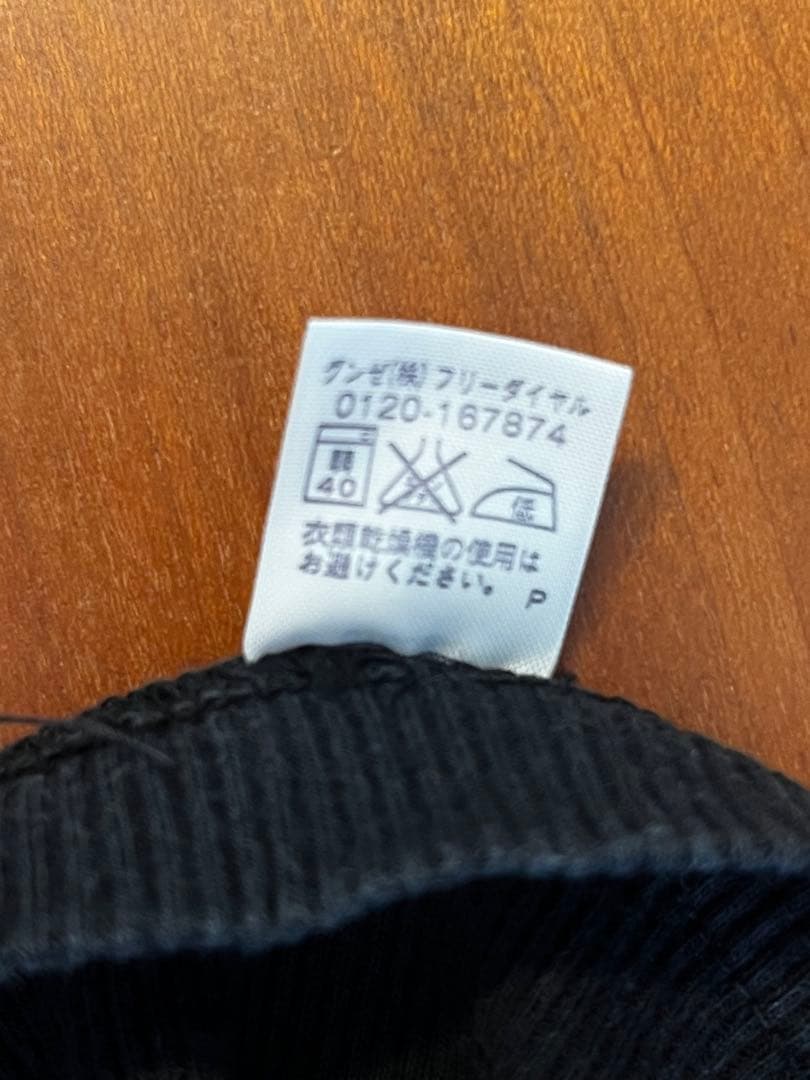 グンゼ(株)フリーダイヤル
0120-167874
弱
40
低
衣類乾燥機の使用は
お避けください。
P